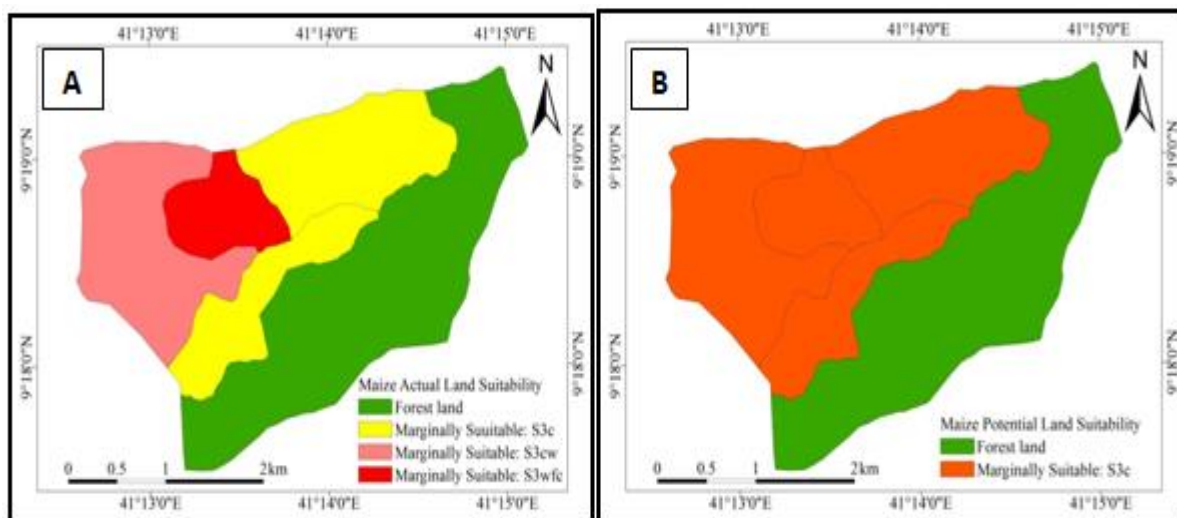 A
41°13'0"E 41°14'0"E 41°15'0"E
N
9°19'0"N 9°19'0"N
9°18'0"N 9°18'0"N
Maize Actual Land Suitability
Forest land
Marginally Suuitable: S3c
Marginally Suitable: S3cw
Marginally Suitable: S3wfc
0 0.5 1 2km
41°13'0"E 41°14'0"E 41°15'0"E
B
41°13'0"E 41°14'0"E 41°15'0"E
N
9°19'0"N 9°19'0"N
9°18'0"N 9°18'0"N
Maize Potential Land Suitability
Forest land
Marginally Suitable: S3c
0 0.5 1 2km
41°13'0"E 41°14'0"E 41°15'0"E